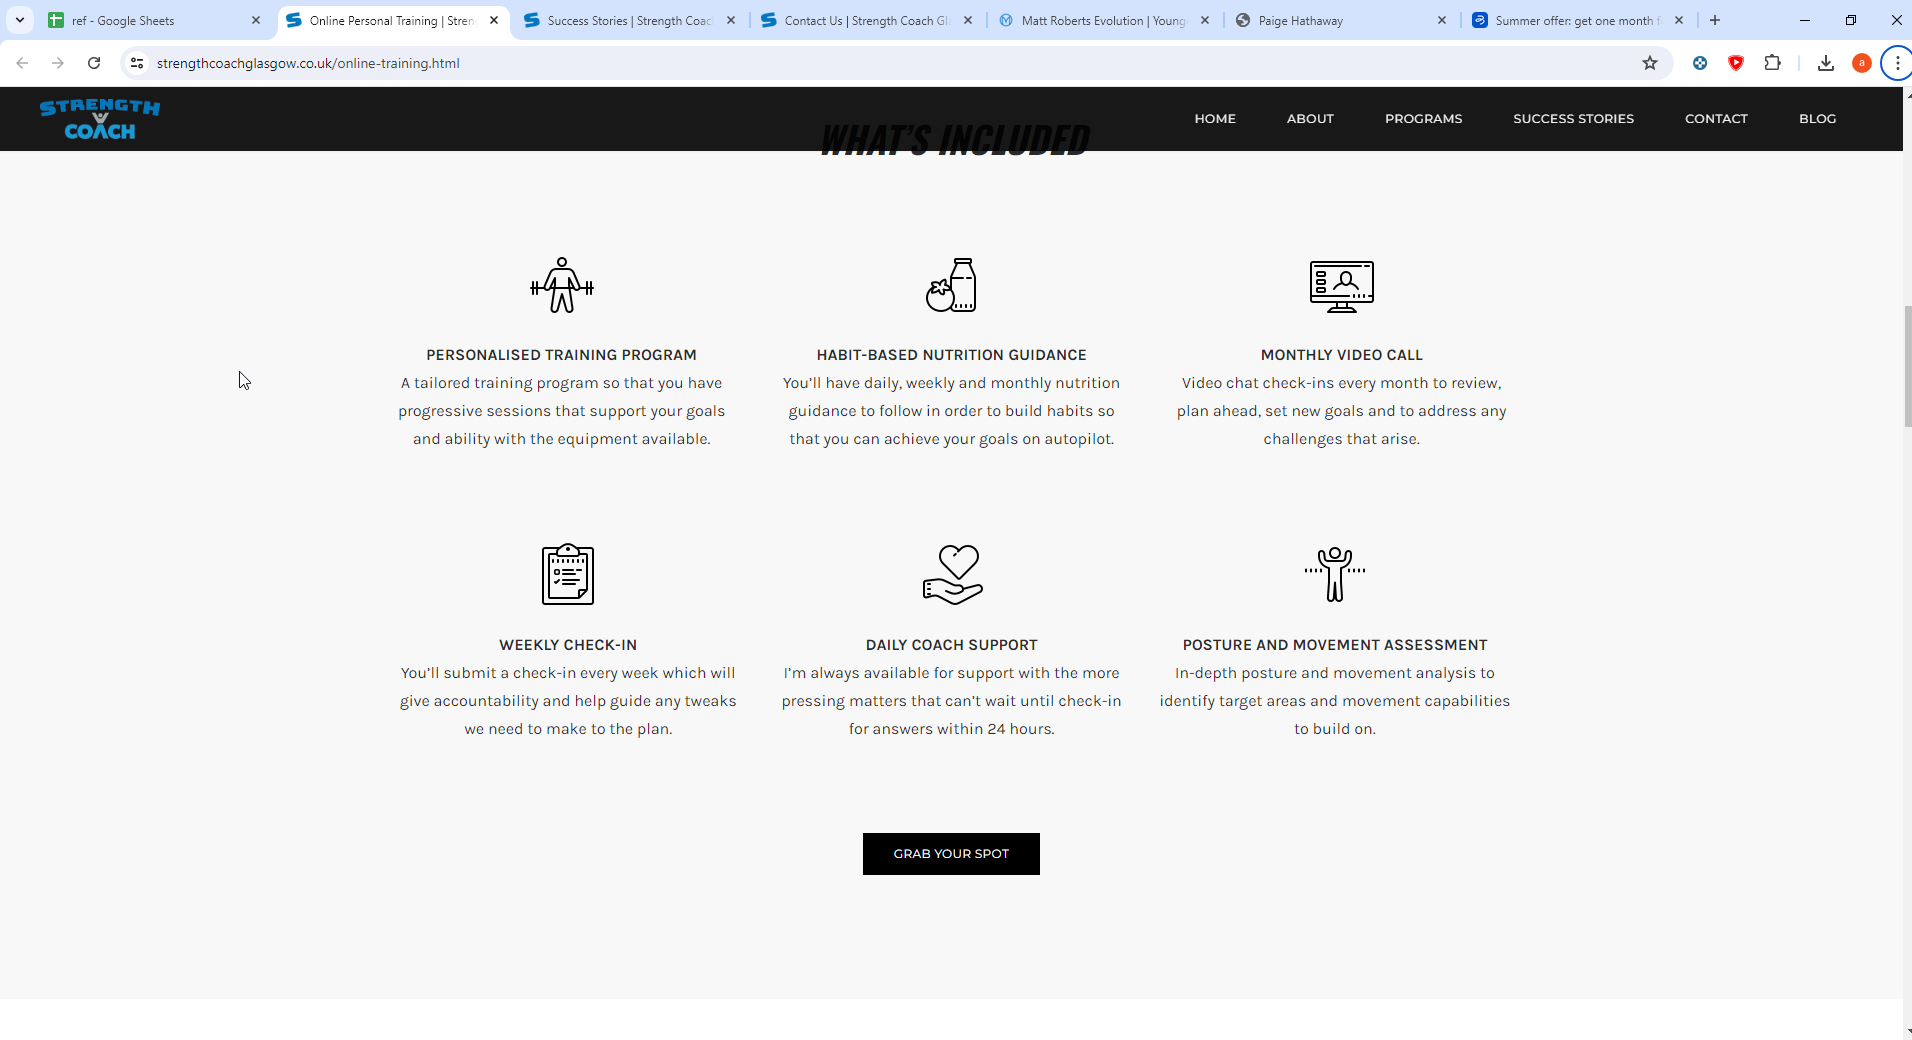 ref - Google Sheets
Online Personal Training | Stren
Success Stories | Strength Coac
Contact Us | Strength Coach Gl
Matt Roberts Evolution | Young
Paige Hathaway
Summer offer: get one month f
strengthcoachglasgow.co.uk/online-training.html
a
STRENGTH
COACH
HOME
ABOUT
PROGRAMS
SUCCESS STORIES
CONTACT
BLOG
WHAT'S INCLUDED
PERSONALISED TRAINING PROGRAM
A tailored training program so that you have
progressive sessions that support your goals
and ability with the equipment available.
HABIT-BASED NUTRITION GUIDANCE
You'll have daily, weekly and monthly nutrition
guidance to follow in order to build habits so
that you can achieve your goals on autopilot.
MONTHLY VIDEO CALL
Video chat check-ins every month to review,
plan ahead, set new goals and to address any
challenges that arise.
WEEKLY CHECK-IN
You'll submit a check-in every week which will
give accountability and help guide any tweaks
we need to make to the plan.
DAILY COACH SUPPORT
I'm always available for support with the more
pressing matters that can't wait until check-in
for answers within 24 hours.
POSTURE AND MOVEMENT ASSESSMENT
In-depth posture and movement analysis to
identify target areas and movement capabilities
to build on.
GRAB YOUR SPOT